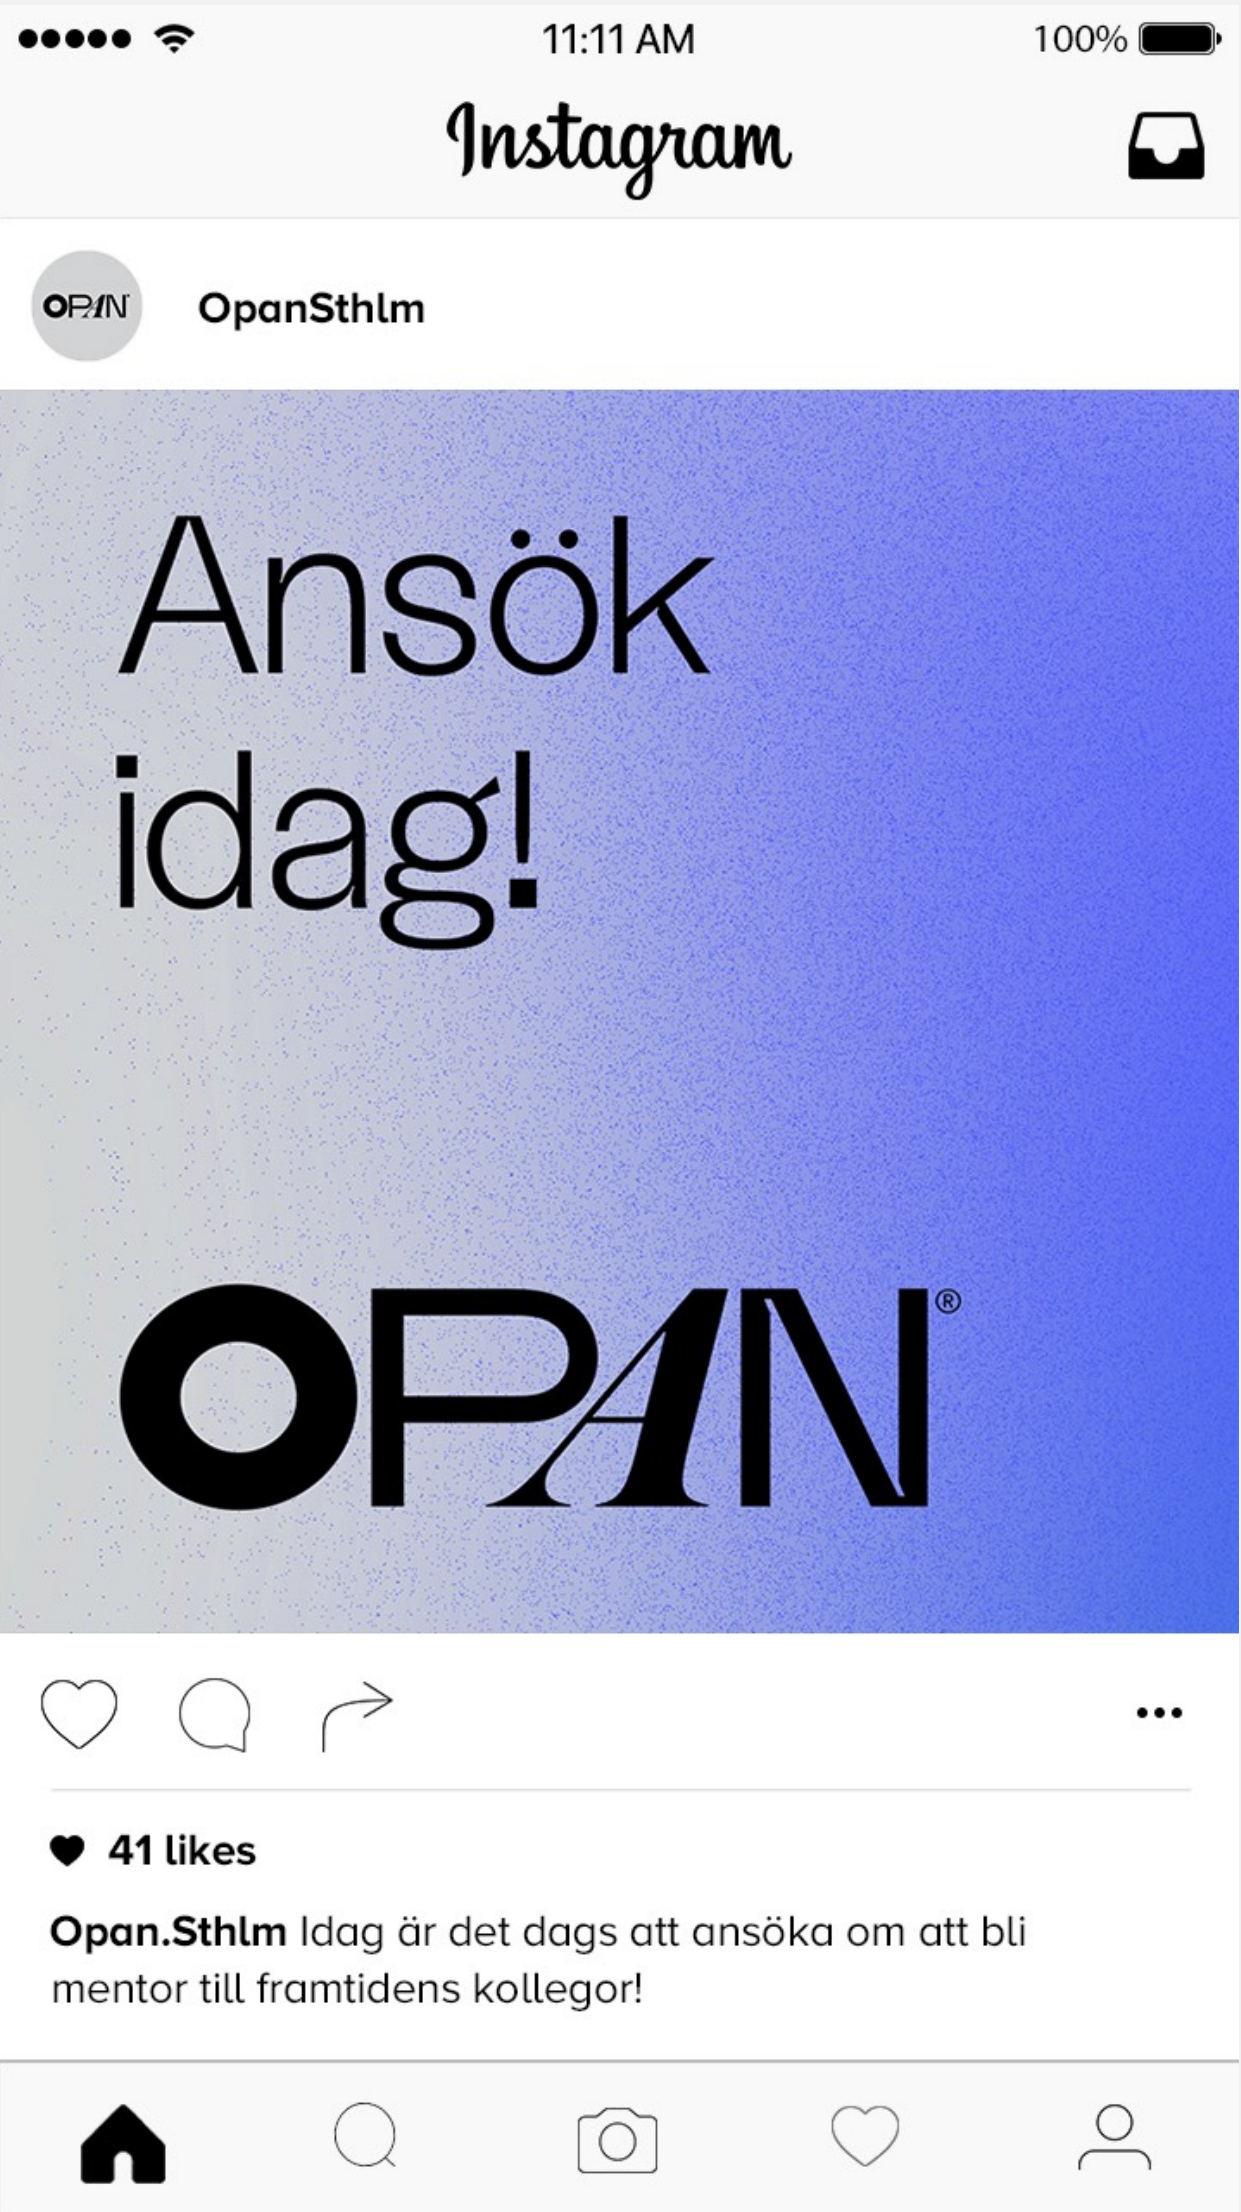 11:11 AM
100%
Instagram
OPAN
OpanSthlm
Ansök
idag!
OPAN®
41 likes
Opan.Sthlm Idag är det dags att ansöka om att bli
mentor till framtidens kollegor!